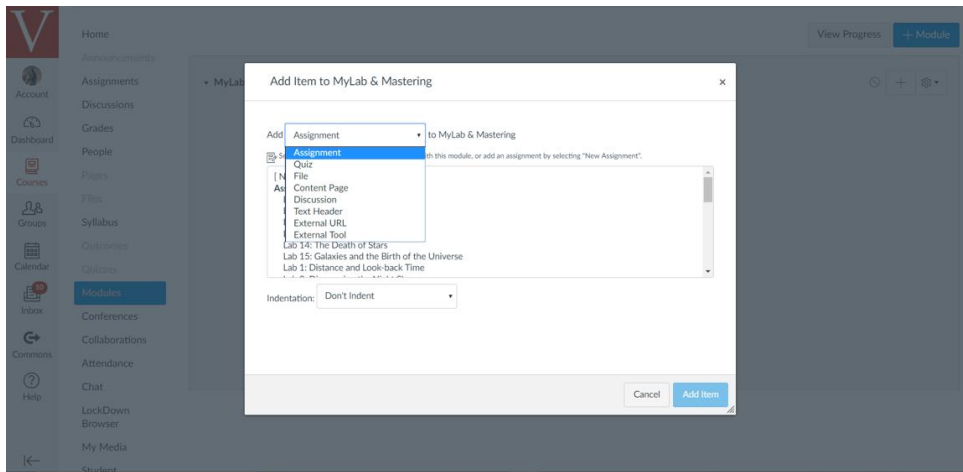 V
Account
Dashboard
Courses
Groups
Calendar
50
Inbox
Commons
Help
Home
Announcements
Assignments
Discussions
Grades
People
Pages
Files
Syllabus
Outcomes
Quizzes
Modules
Conferences
Collaborations
Attendance
Chat
LockDown
Browser
My Media
Student
View Progress
+ Module
MyLab
Add Item to MyLab & Mastering
×
Add Assignment to MyLab & Mastering
Assignment
Quiz
File
Content Page
Discussion
Text Header
External URL
External Tool
th this module, or add an assignment by selecting "New Assignment".
[ N
Lab 14: The Death of Stars
Lab 15: Galaxies and the Birth of the Universe
Lab 1: Distance and Look-back Time
Indentation: Don't Indent
Cancel
Add Item